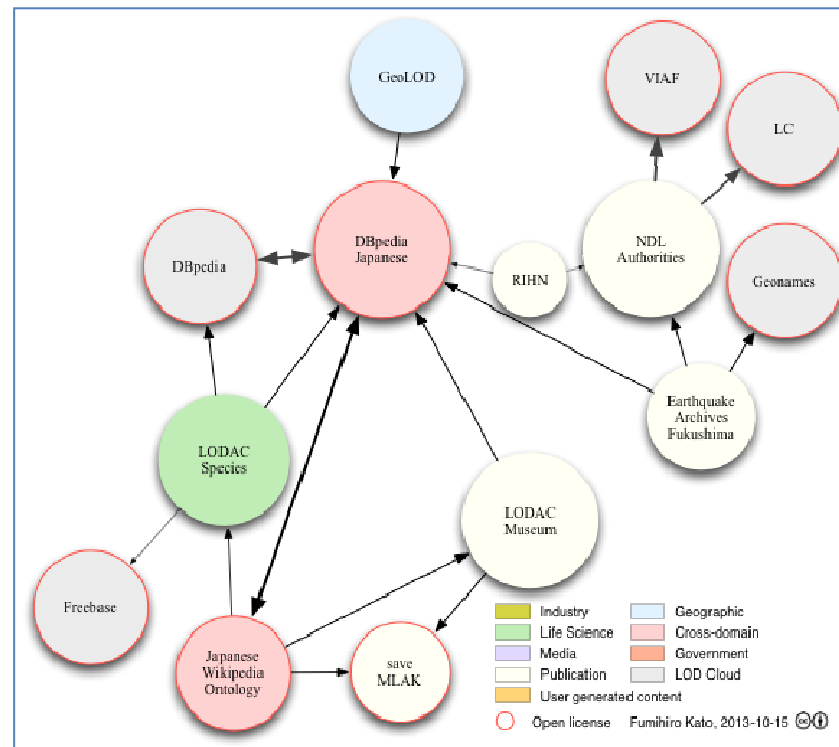 GeoLOD
VIAF
LC
DBpedia
Japanese
NDL
Authorities
DBpedia
RIHN
Geonames
Earthquake
Archives
Fukushima
LODAC
Species
LODAC
Museum
Freebase
Japanese
Wikipedia
Ontology
save
MLAK
Industry
Geographic
Life Science
Cross-domain
Media
Government
Publication
LOD Cloud
User generated content
Open license Fumihiro Kato, 2013-10-15